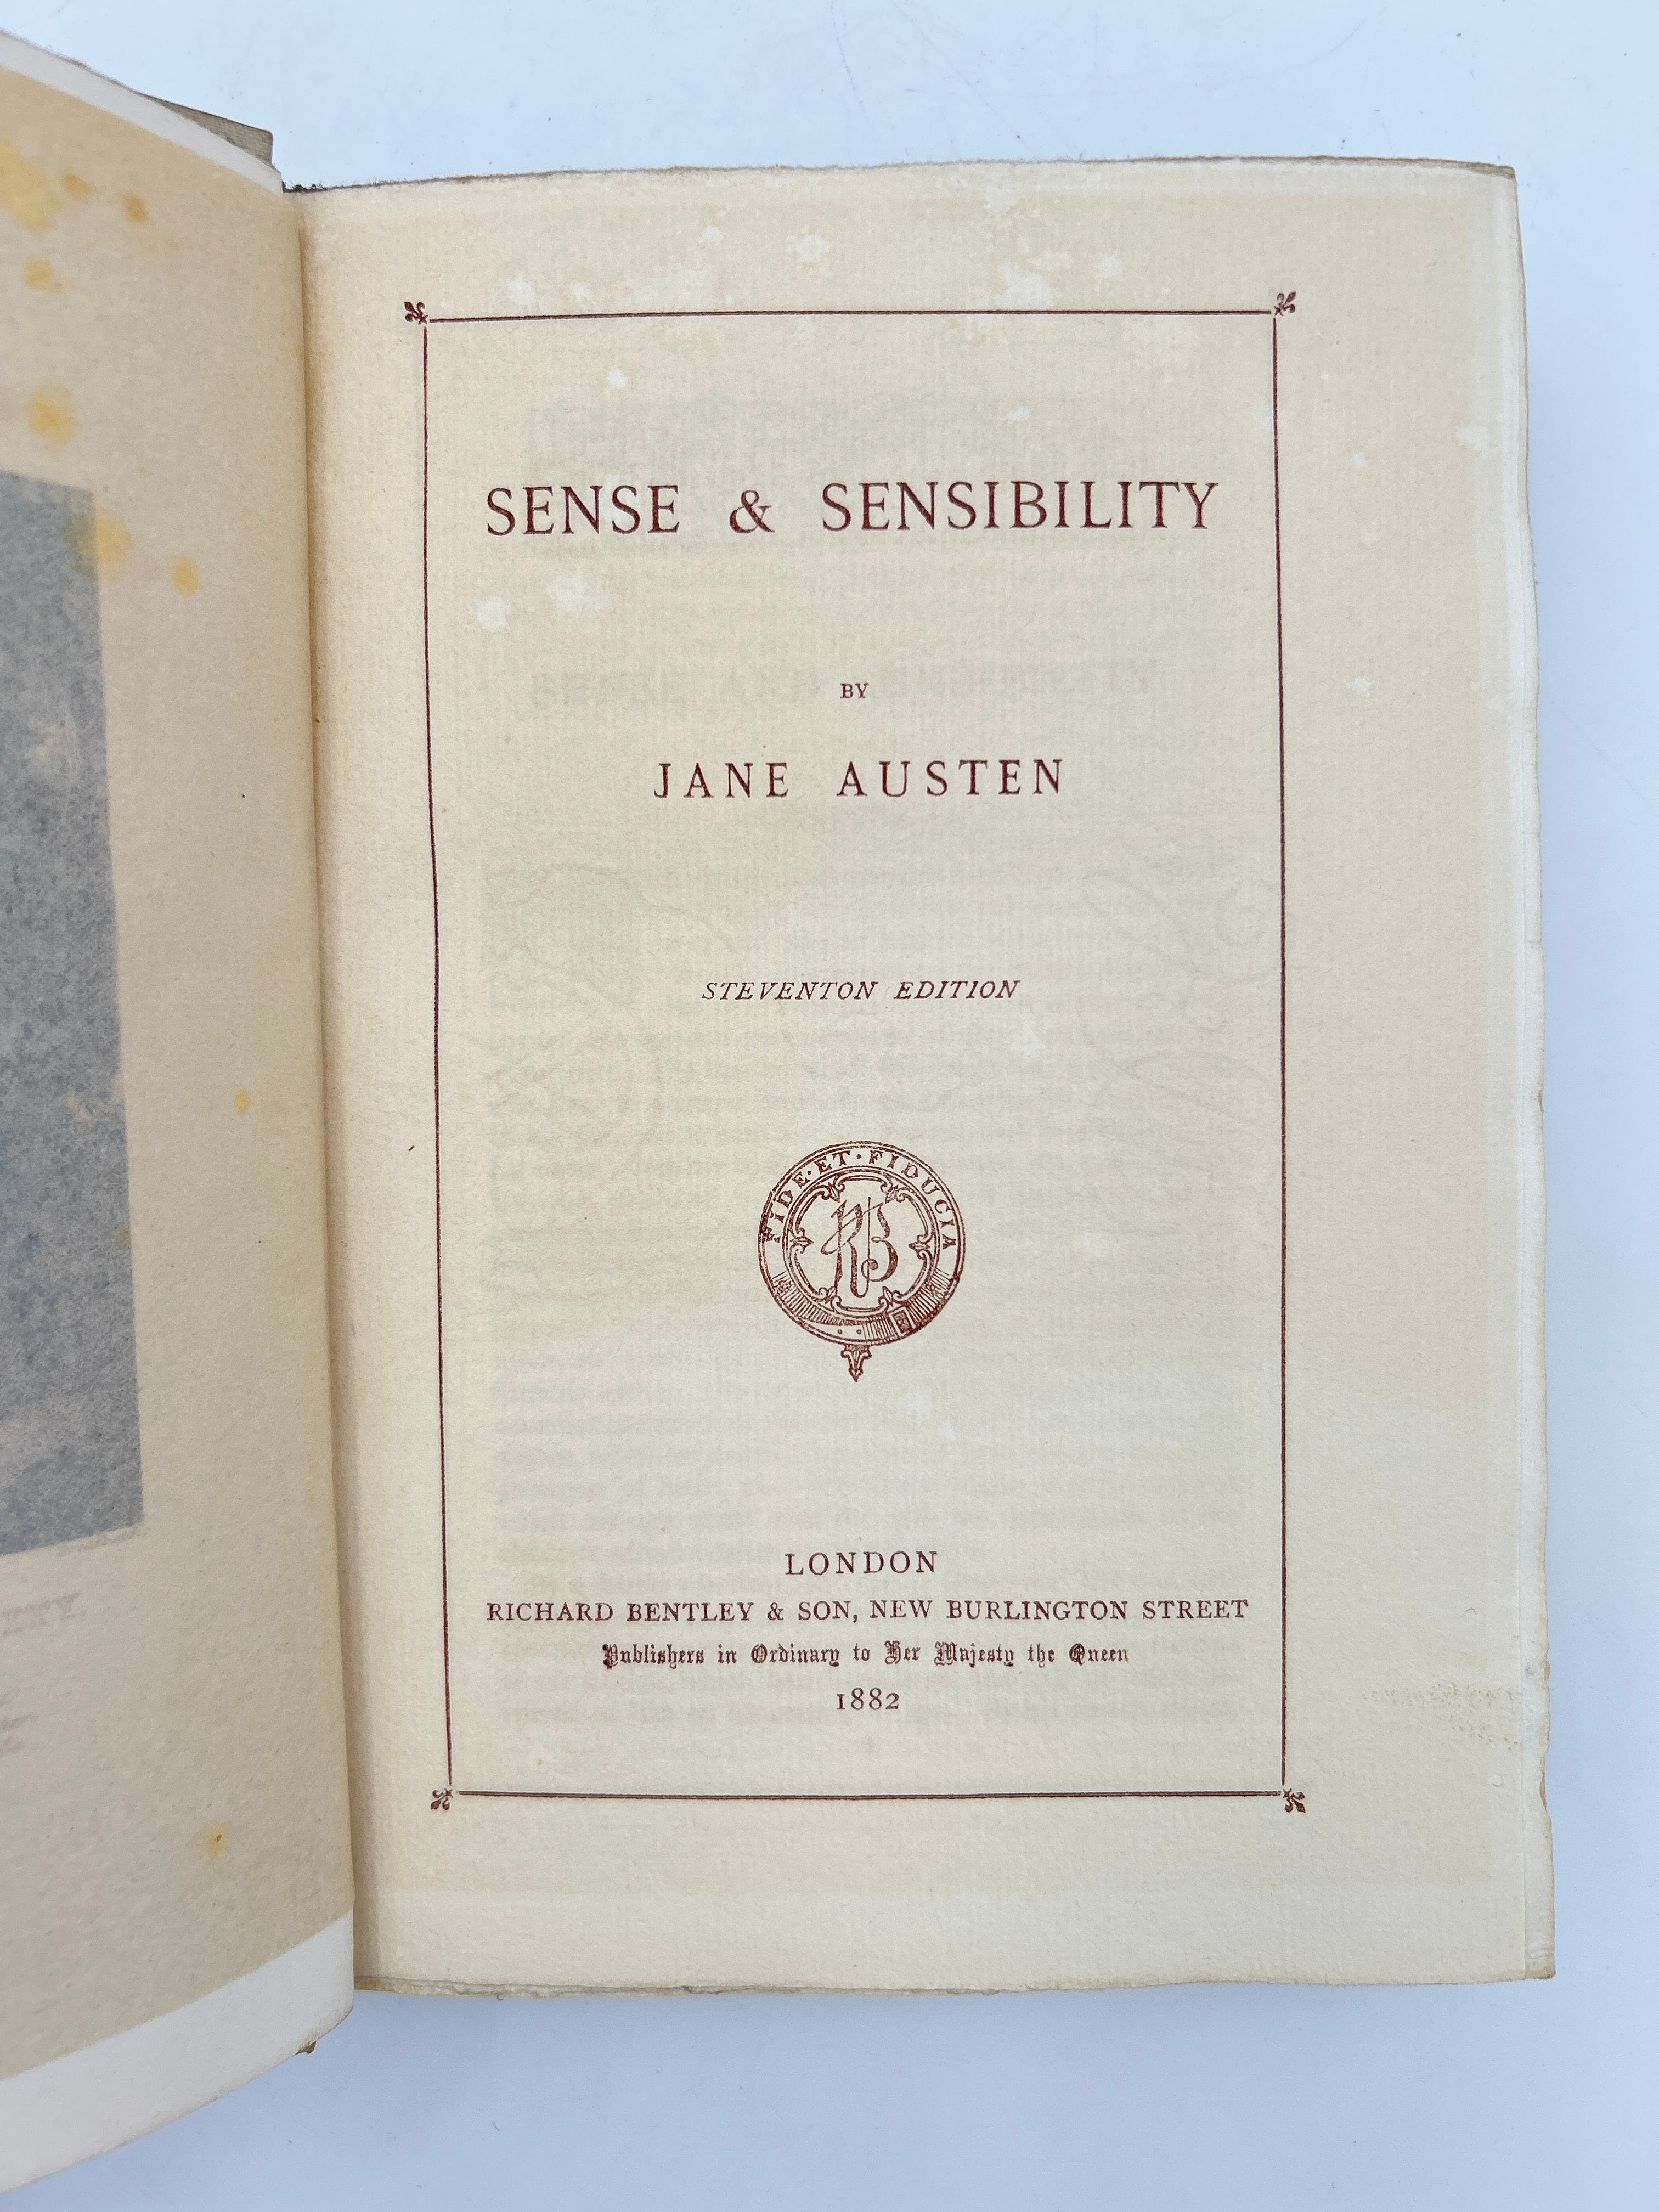 SENSE & SENSIBILITY
BY
JANE AUSTEN
STEVENTON EDITION
FIDE·ET·FIDUCIA
RB
LONDON
RICHARD BENTLEY & SON, NEW BURLINGTON STREET
Publishers in Ordinary to Her Majesty the Queen
1882